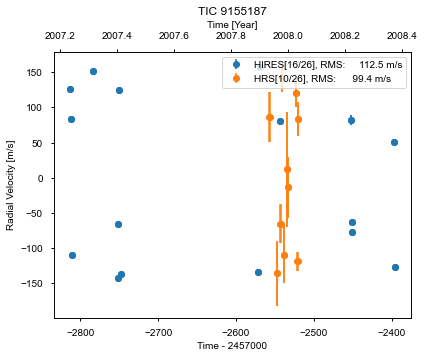 TIC 9155187
Time [Year]
2007.2 2007.4 2007.6 2007.8 2008.0 2008.2 2008.4
HIRES[16/26], RMS: 112.5 m/s
HRS[10/26], RMS: 99.4 m/s
Radial Velocity [m/s]
150
100
50
0
−50
−100
−150
−2800 −2700 −2600 −2500 −2400
Time - 2457000